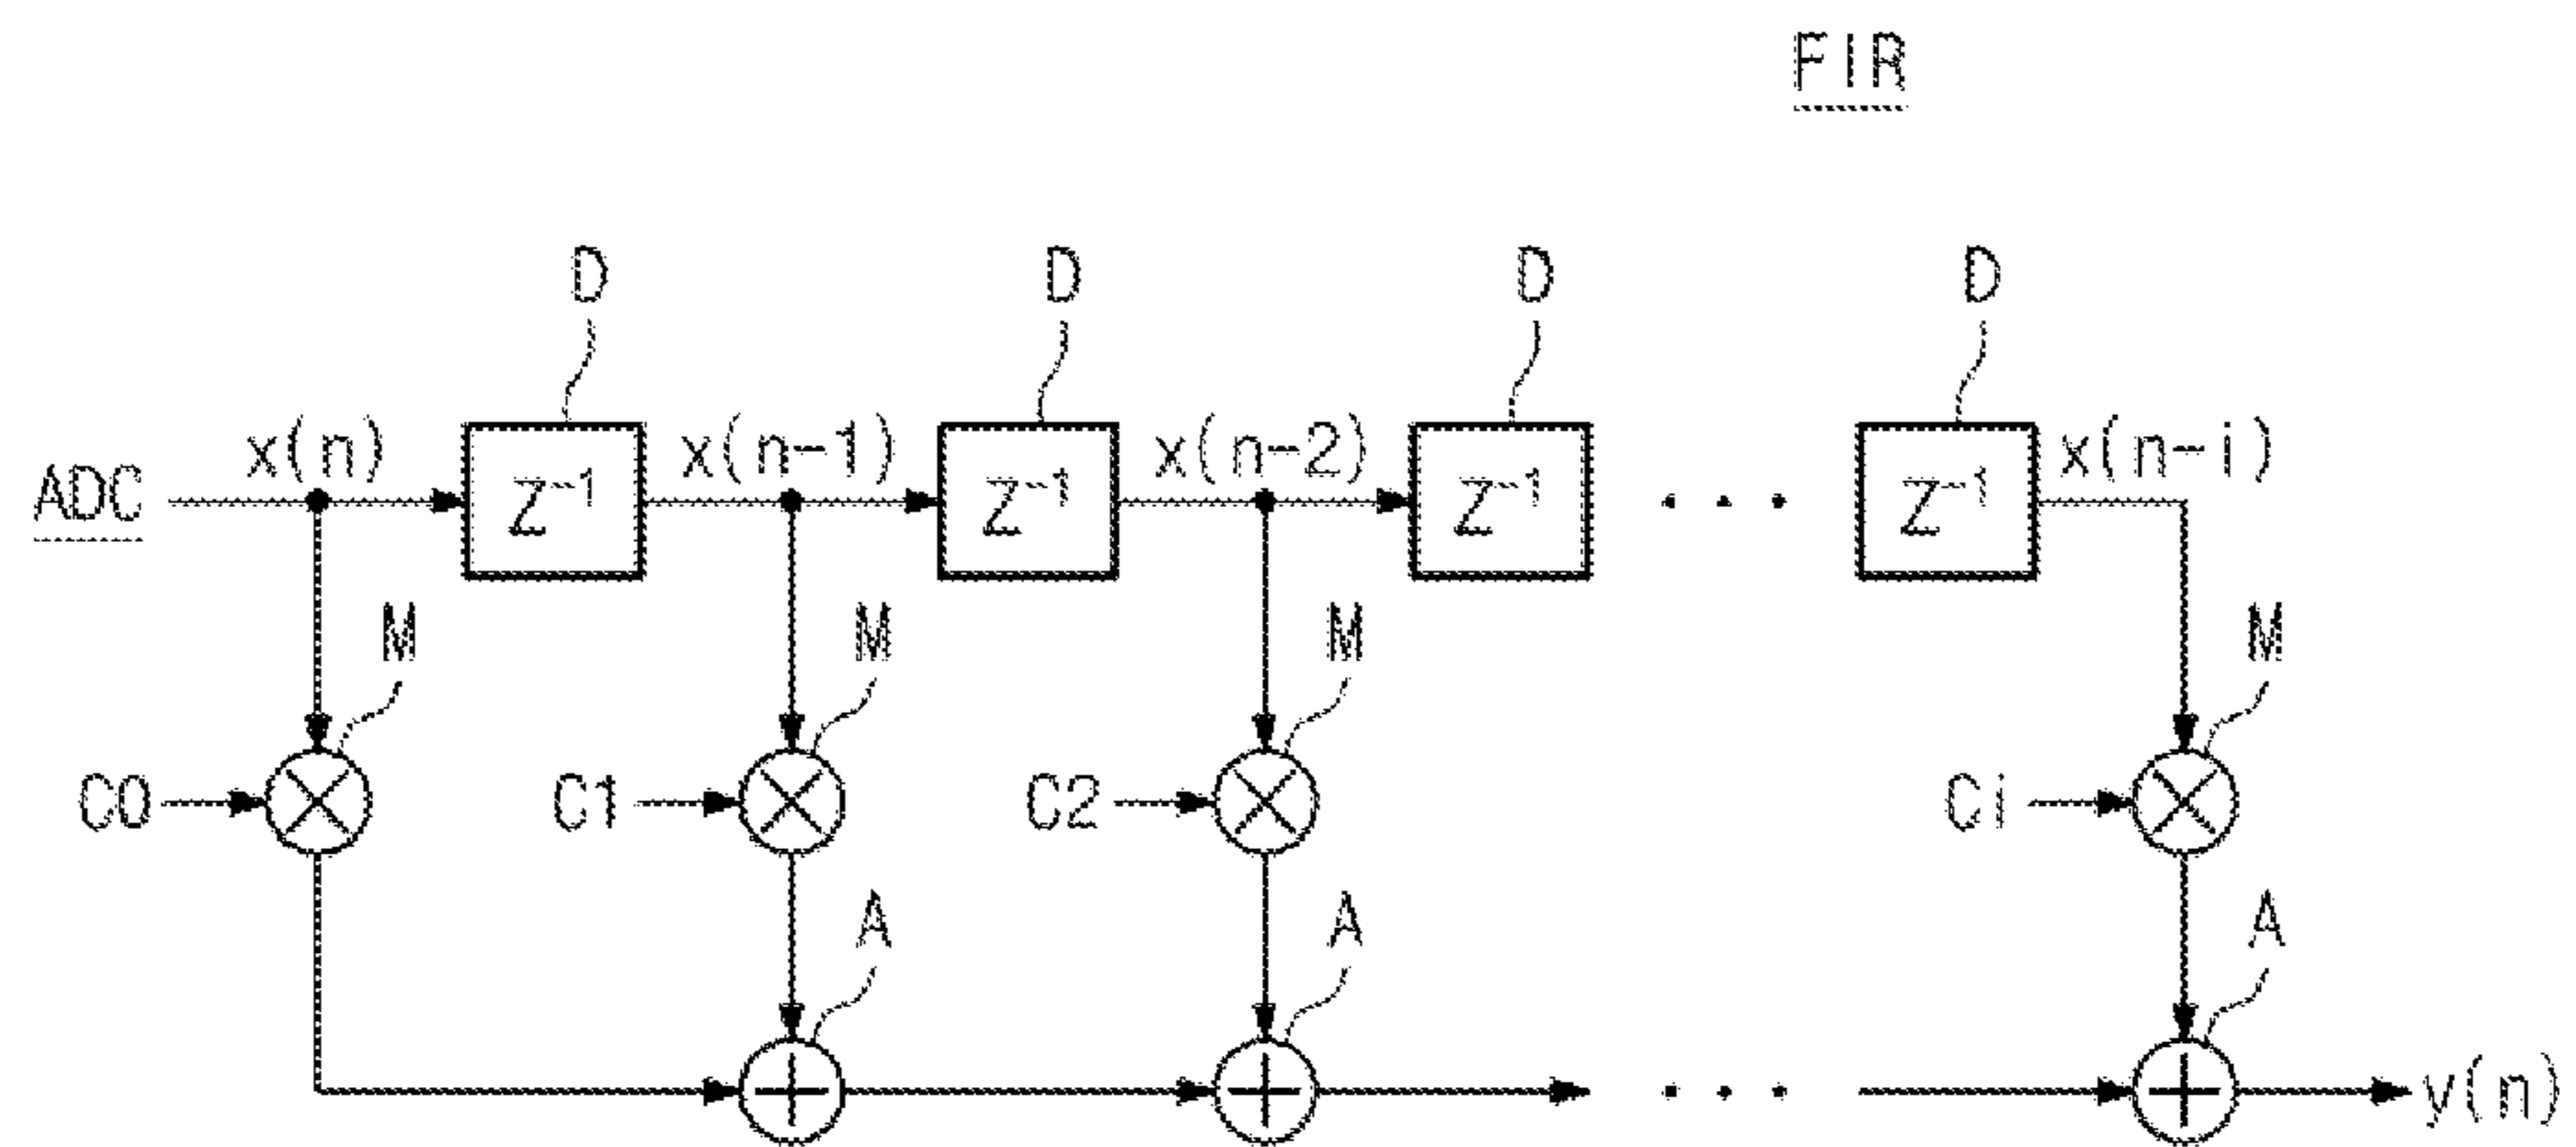 FIR
D D D D
ADC x(n) Z⁻¹ x(n-1) Z⁻¹ x(n-2) Z⁻¹ ... Z⁻¹ x(n-i)
M M M M
C0 C1 C2 Ci
A A A
... y(n)